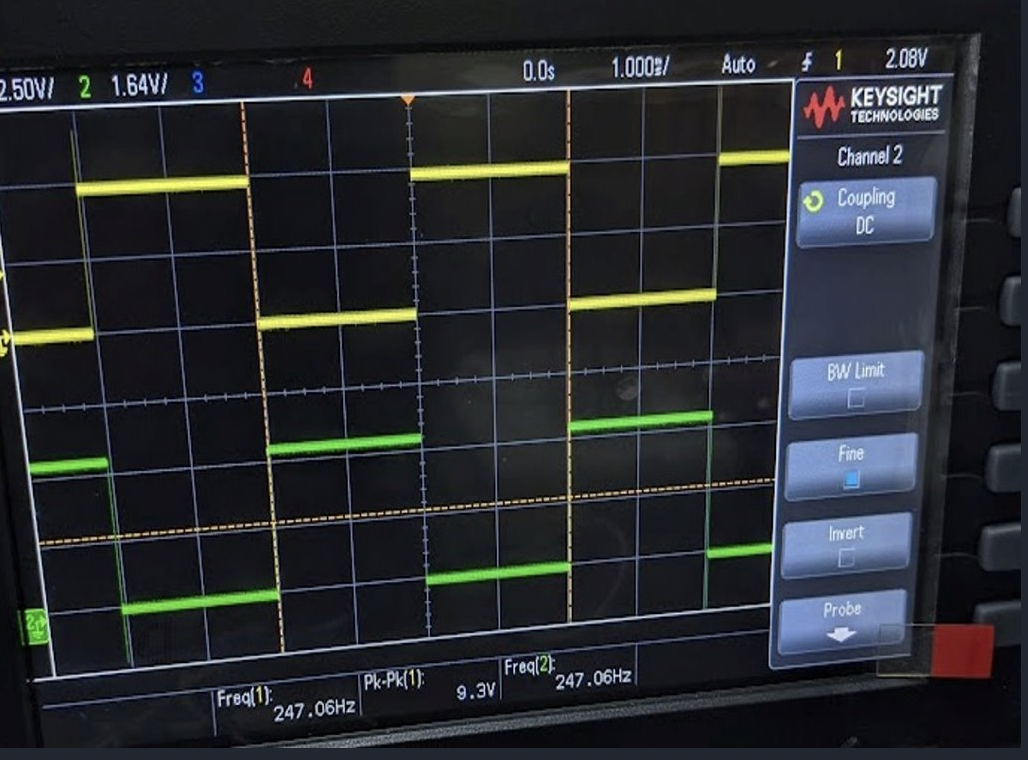 2.50V/ 2 1.64V/ 3 4 0.0s 1.000ms/ Auto 1 2.08V
KEYSIGHT
TECHNOLOGIES
Channel 2
Coupling
DC
BW Limit
Fine
Invert
Probe
Freq(1):
247.06Hz
Pk-Pk(1):
9.3V
Freq(2):
247.06Hz